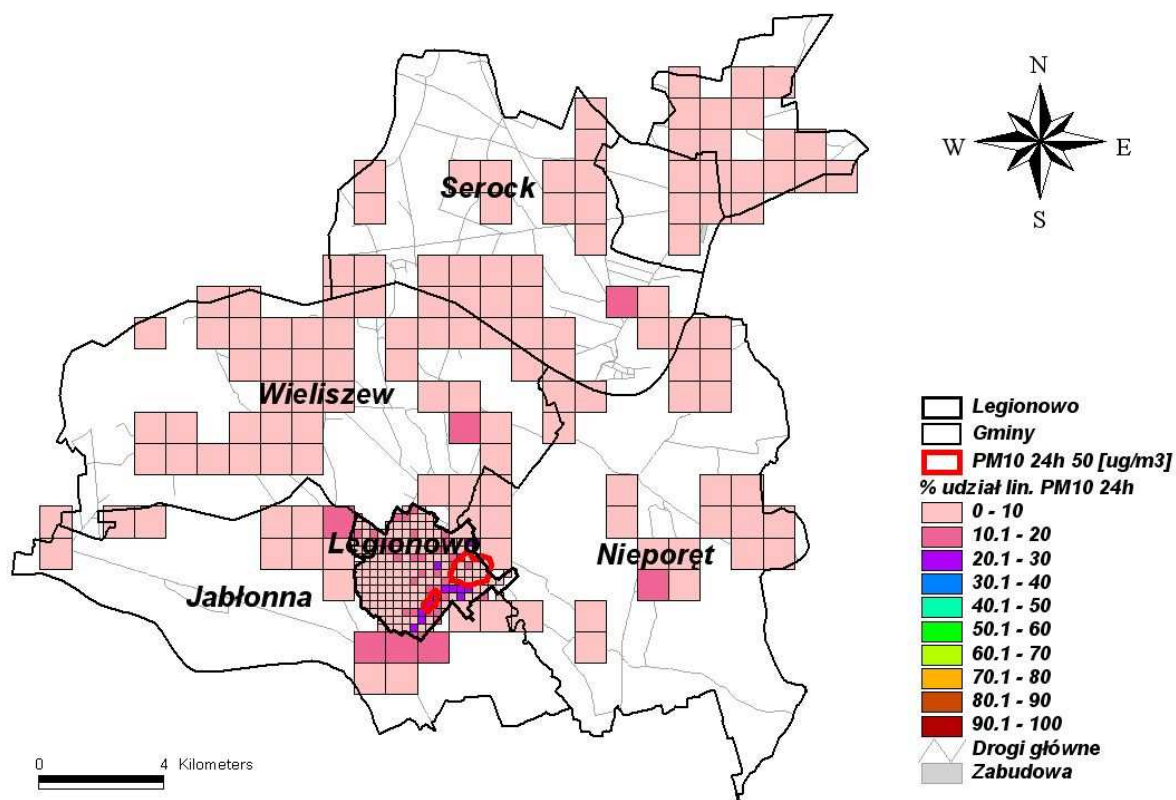 N
W E
S
Serock
Wieliszew
Legionowo
Nieporęt
Jabłonna
Legionowo
Gminy
PM10 24h 50 [ug/m3]
% udział lin. PM10 24h
0 - 10
10.1 - 20
20.1 - 30
30.1 - 40
40.1 - 50
50.1 - 60
60.1 - 70
70.1 - 80
80.1 - 90
90.1 - 100
Drogi główne
Zabudowa
0 4 Kilometers